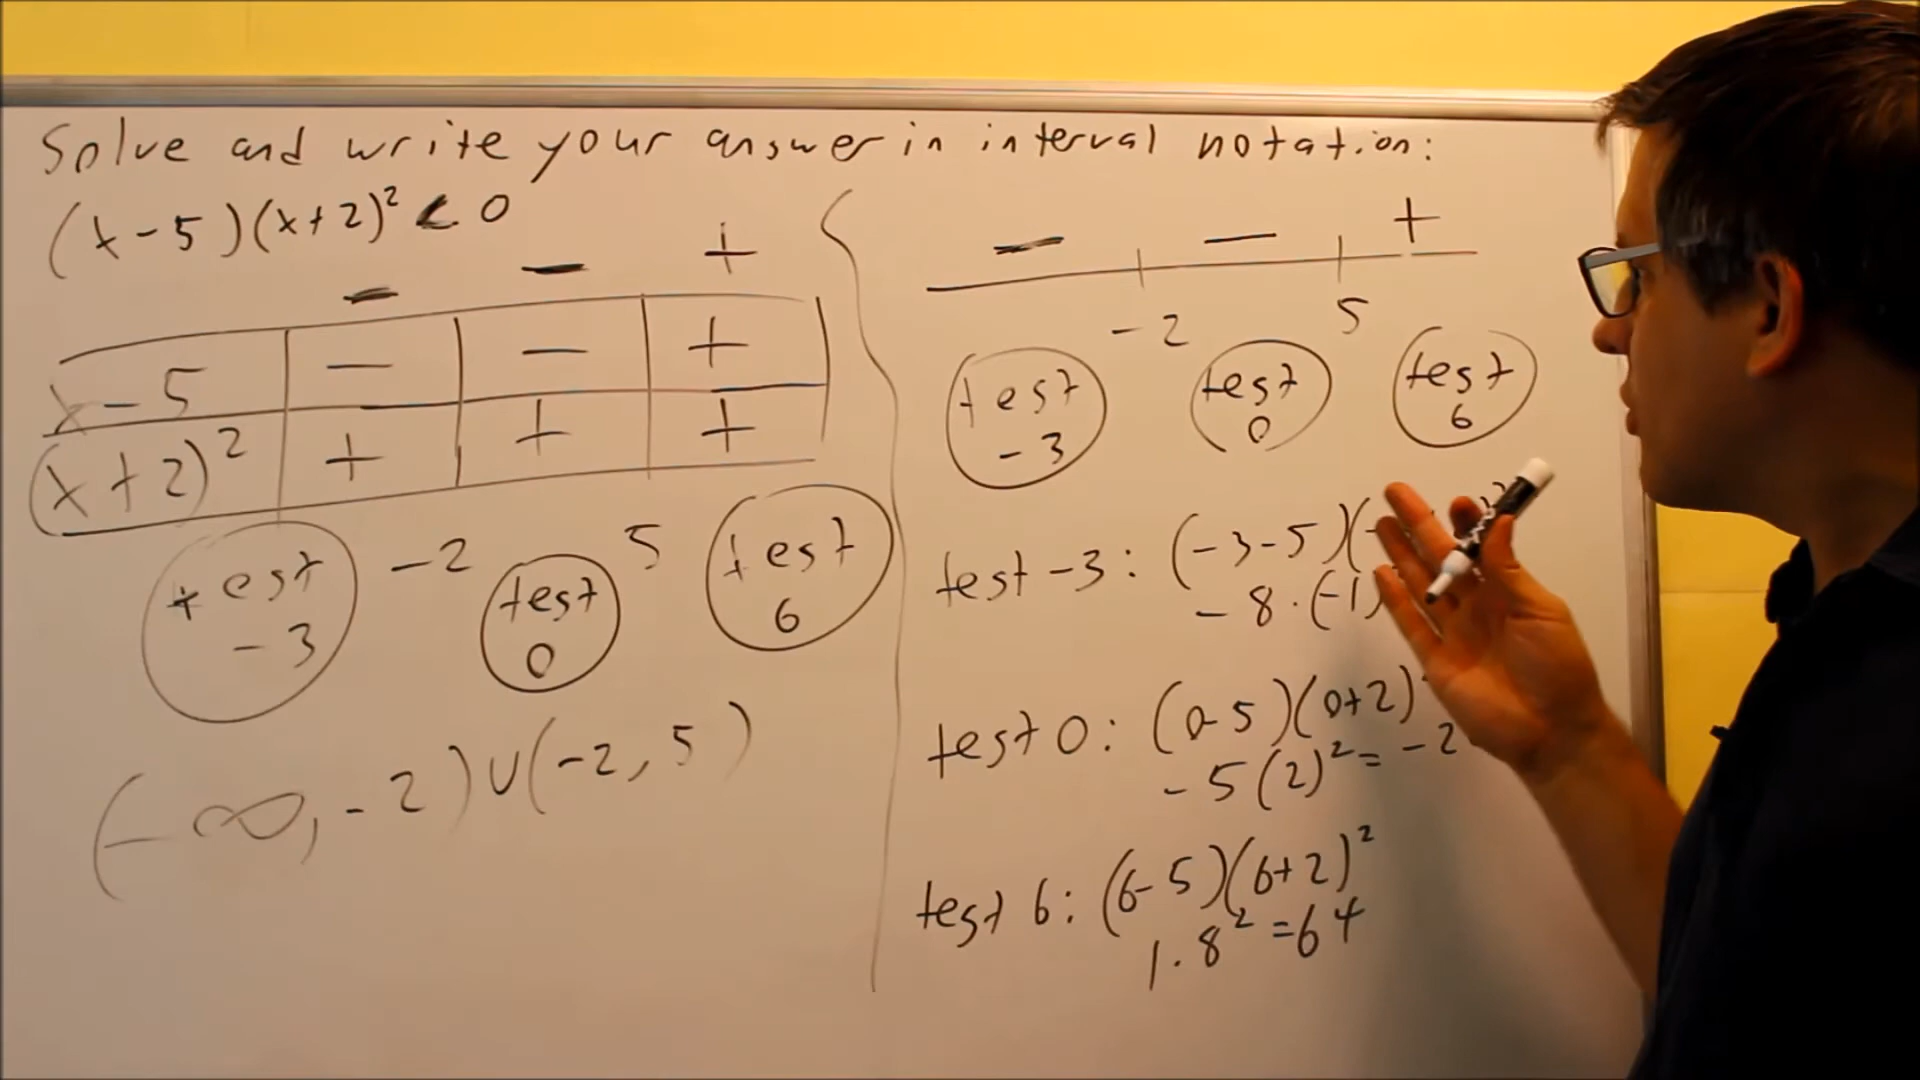 Solve and write your answer in interval notation:
(x-5)(x+2)² < 0
− − +
x-5 − − +
(x+2)² + + +
test -3
-2
test 0
5
test 6
(-∞, -2)∪(-2, 5)
− − +
-2 5
test -3
test 0
test 6
test -3: (-3-5)(-
-8·(-1)
test 0: (0-5)(0+2)
-5(2)² = -2
test 6: (6-5)(6+2)²
1·8² = 64